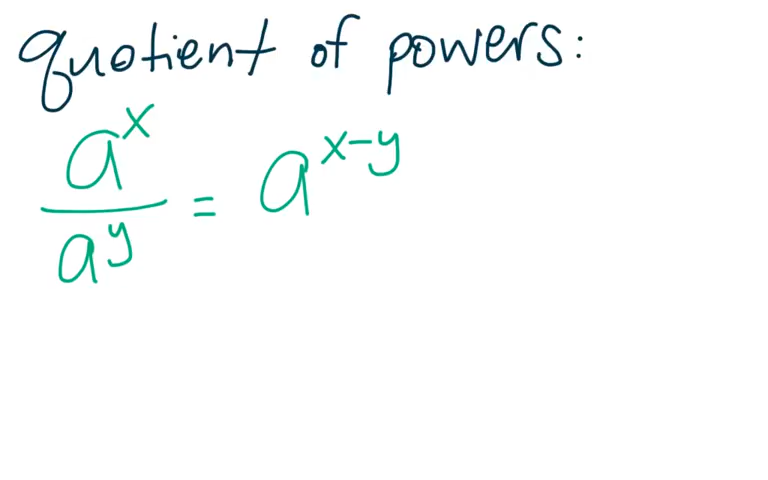 quotient of powers:
a^x / a^y = a^(x-y)